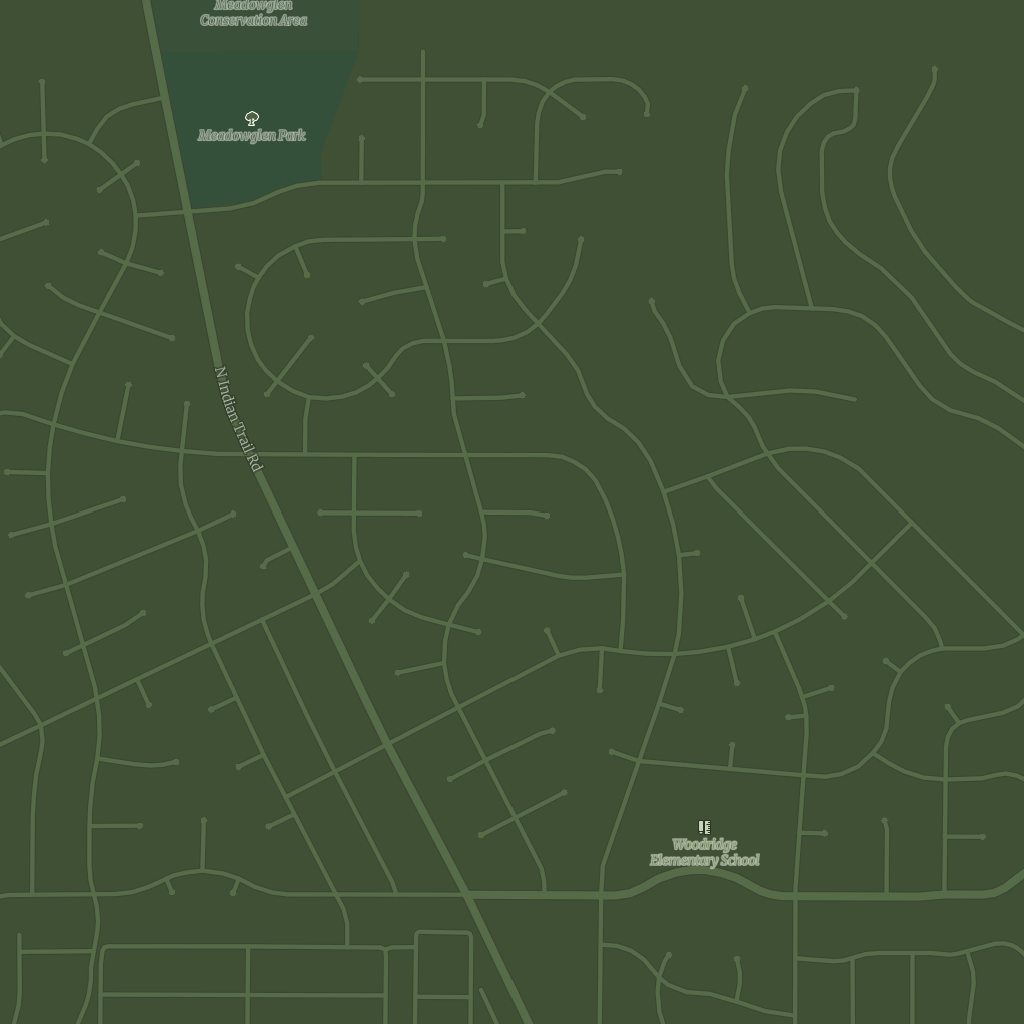 Meadowglen
Conservation Area
Meadowglen Park
N Indian Trail Rd
Woodridge
Elementary School